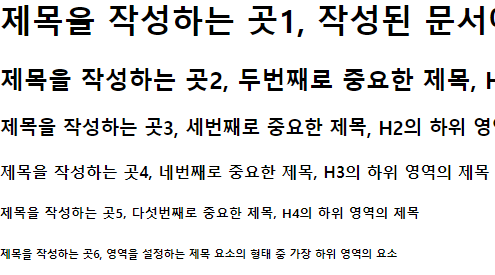 제목을 작성하는 곳1, 작성된 문서
제목을 작성하는 곳2, 두번째로 중요한 제목, H
제목을 작성하는 곳3, 세번째로 중요한 제목, H2의 하위 영
제목을 작성하는 곳4, 네번째로 중요한 제목, H3의 하위 영역의 제목
제목을 작성하는 곳5, 다섯번째로 중요한 제목, H4의 하위 영역의 제목
제목을 작성하는 곳6, 영역을 설정하는 제목 요소의 형태 중 가장 하위 영역의 요소